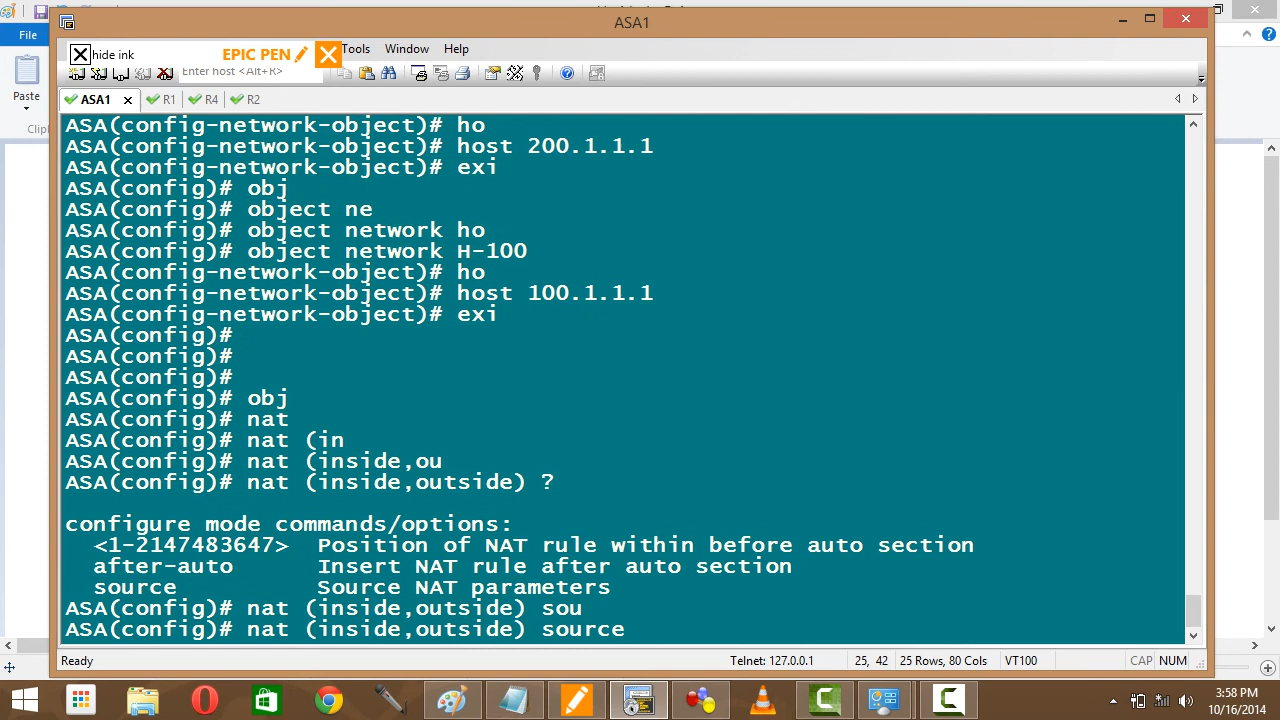 ASA1
File
hide ink
EPIC PEN
Tools
Window
Help
Paste
Enter host <Alt+R>
ASA1
R1
R4
R2
ASA(config-network-object)# ho
ASA(config-network-object)# host 200.1.1.1
ASA(config-network-object)# exi
ASA(config)# obj
ASA(config)# object ne
ASA(config)# object network ho
ASA(config)# object network H-100
ASA(config-network-object)# ho
ASA(config-network-object)# host 100.1.1.1
ASA(config-network-object)# exi
ASA(config)#
ASA(config)#
ASA(config)#
ASA(config)# obj
ASA(config)# nat
ASA(config)# nat (in
ASA(config)# nat (inside,ou
ASA(config)# nat (inside,outside) ?
configure mode commands/options:
<1-2147483647> Position of NAT rule within before auto section
after-auto Insert NAT rule after auto section
source Source NAT parameters
ASA(config)# nat (inside,outside) sou
ASA(config)# nat (inside,outside) source
Ready
Telnet: 127.0.0.1
25, 42
25 Rows, 80 Cols
VT100
CAP
NUM
3:58 PM
10/16/2014